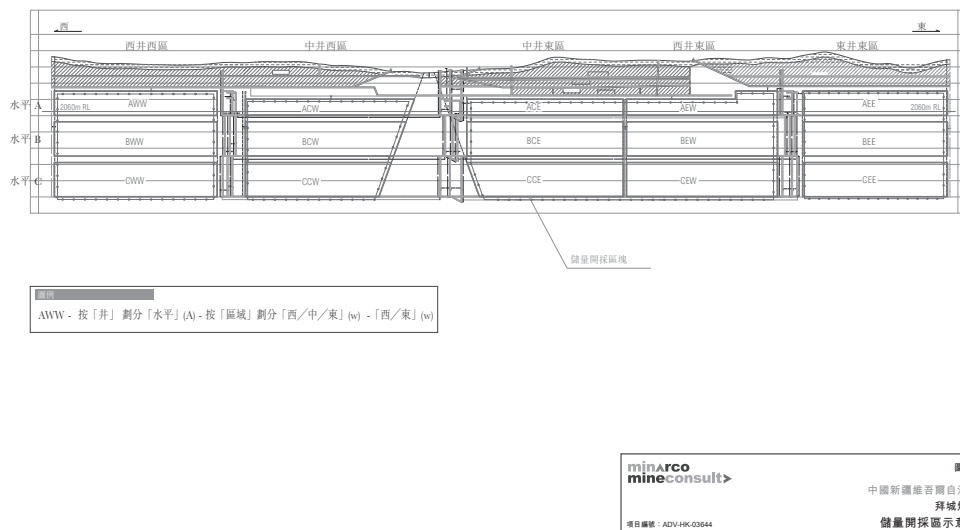 西 東
西井西區 中井西區 中井東區 西井東區 東井東區
水平 A 2060m RL AWW ACW ACE AEW AEE 2060m RL
水平 B BWW BCW BCE BEW BEE
水平 C CWW CCW CCE CEW CEE
儲量開採區塊
圖例
AWW - 按「井」 劃分「水平」(A) - 按「區域」劃分「西／中／東」(w) - 「西／東」(w)
minarco
mineconsult>
中國新疆維吾爾自
拜城
項目編號：ADV-HK-03644
儲量開採區示